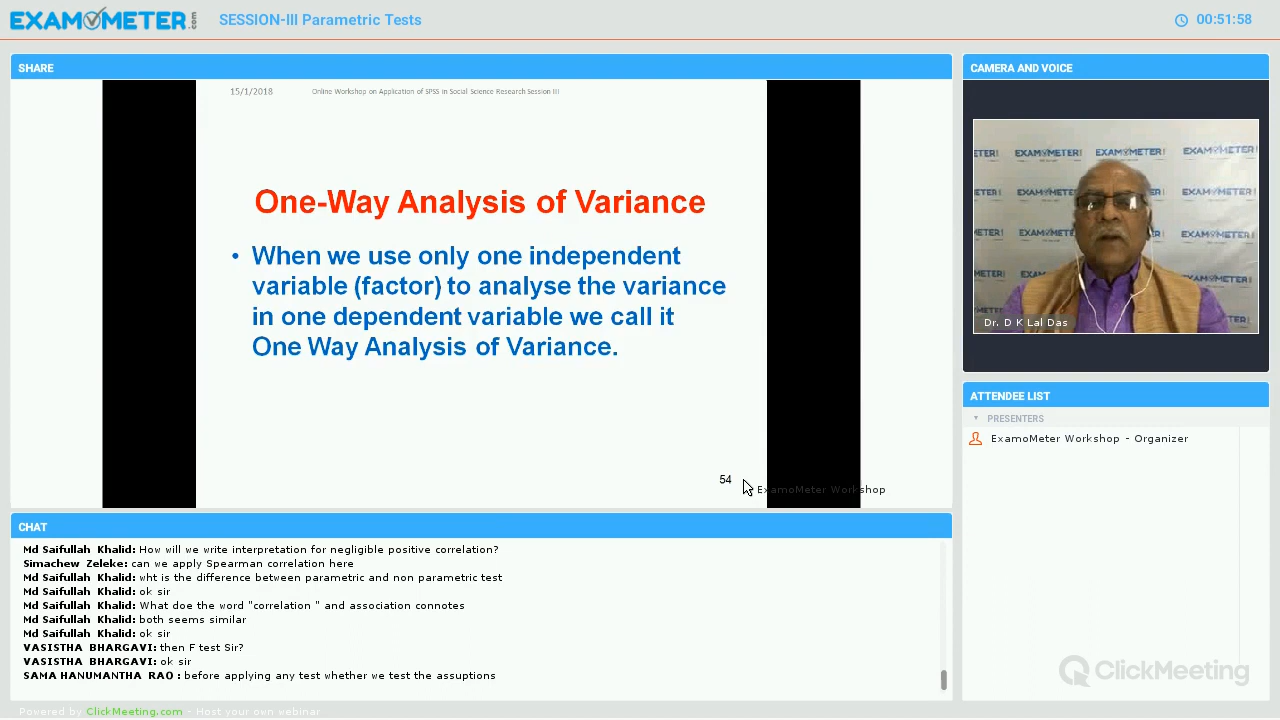 EXAMOMETER.com
SESSION-III Parametric Tests
00:51:58
SHARE
15/1/2018 Online Workshop on Application of SPSS in Social Science Research Session III
One-Way Analysis of Variance
• When we use only one independent
variable (factor) to analyse the variance
in one dependent variable we call it
One Way Analysis of Variance.
54
ExamoMeter Workshop
CAMERA AND VOICE
EXAMOMETER!
EXAMOMETER!
EXAMOMETER!
Dr. D K Lal Das
ATTENDEE LIST
PRESENTERS
ExamoMeter Workshop - Organizer
CHAT
Md Saifullah Khalid: How will we write interpretation for negligible positive correlation?
Simachew Zeleke: can we apply Spearman correlation here
Md Saifullah Khalid: wht is the difference between parametric and non parametric test
Md Saifullah Khalid: ok sir
Md Saifullah Khalid: What doe the word "correlation " and association connotes
Md Saifullah Khalid: both seems similar
Md Saifullah Khalid: ok sir
VASISTHA BHARGAVI: then F test Sir?
VASISTHA BHARGAVI: ok sir
SAMA HANUMANTHA RAO : before applying any test whether we test the assuptions
ClickMeeting
Powered by ClickMeeting.com - Host your own webinar